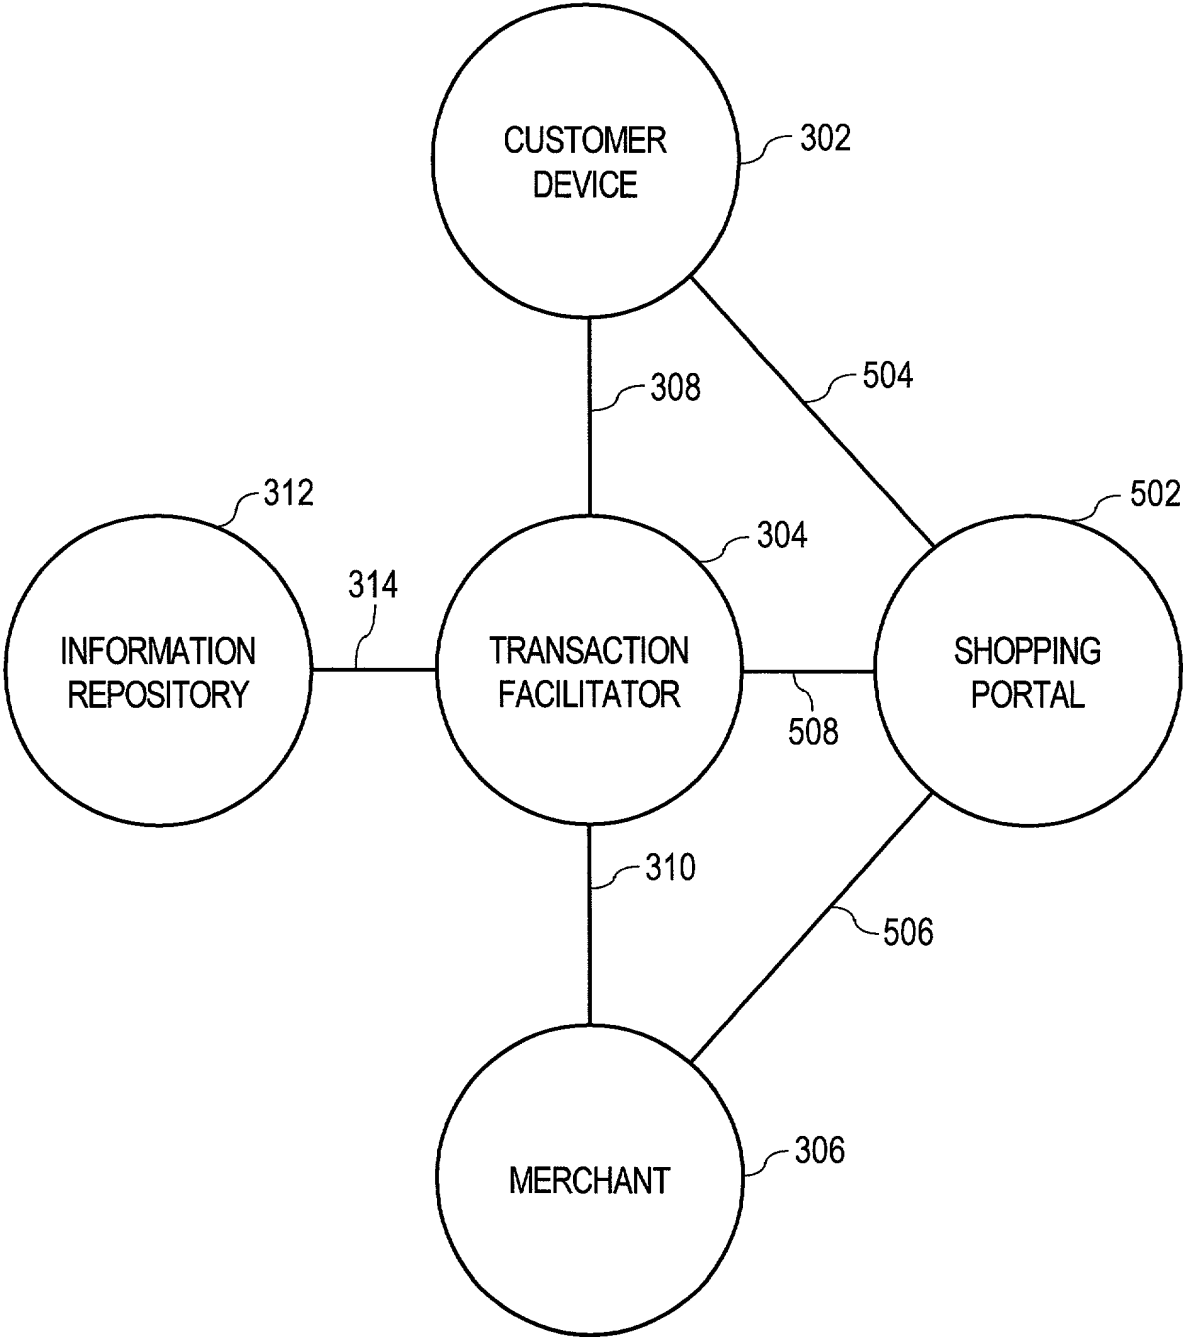 CUSTOMER
DEVICE
302
308
504
312
304
502
314
INFORMATION
REPOSITORY
TRANSACTION
FACILITATOR
SHOPPING
PORTAL
508
310
506
MERCHANT
306